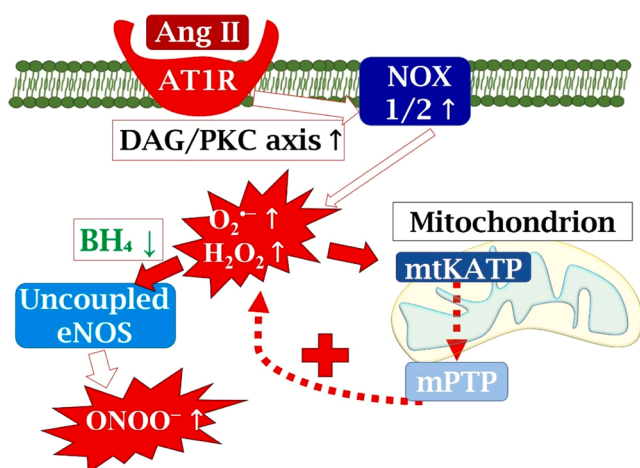 Ang II
AT1R
NOX
1/2 ↑
DAG/PKC axis ↑
O₂•− ↑
H₂O₂ ↑
BH₄ ↓
Mitochondrion
mtKATP
Uncoupled
eNOS
mPTP
ONOO− ↑